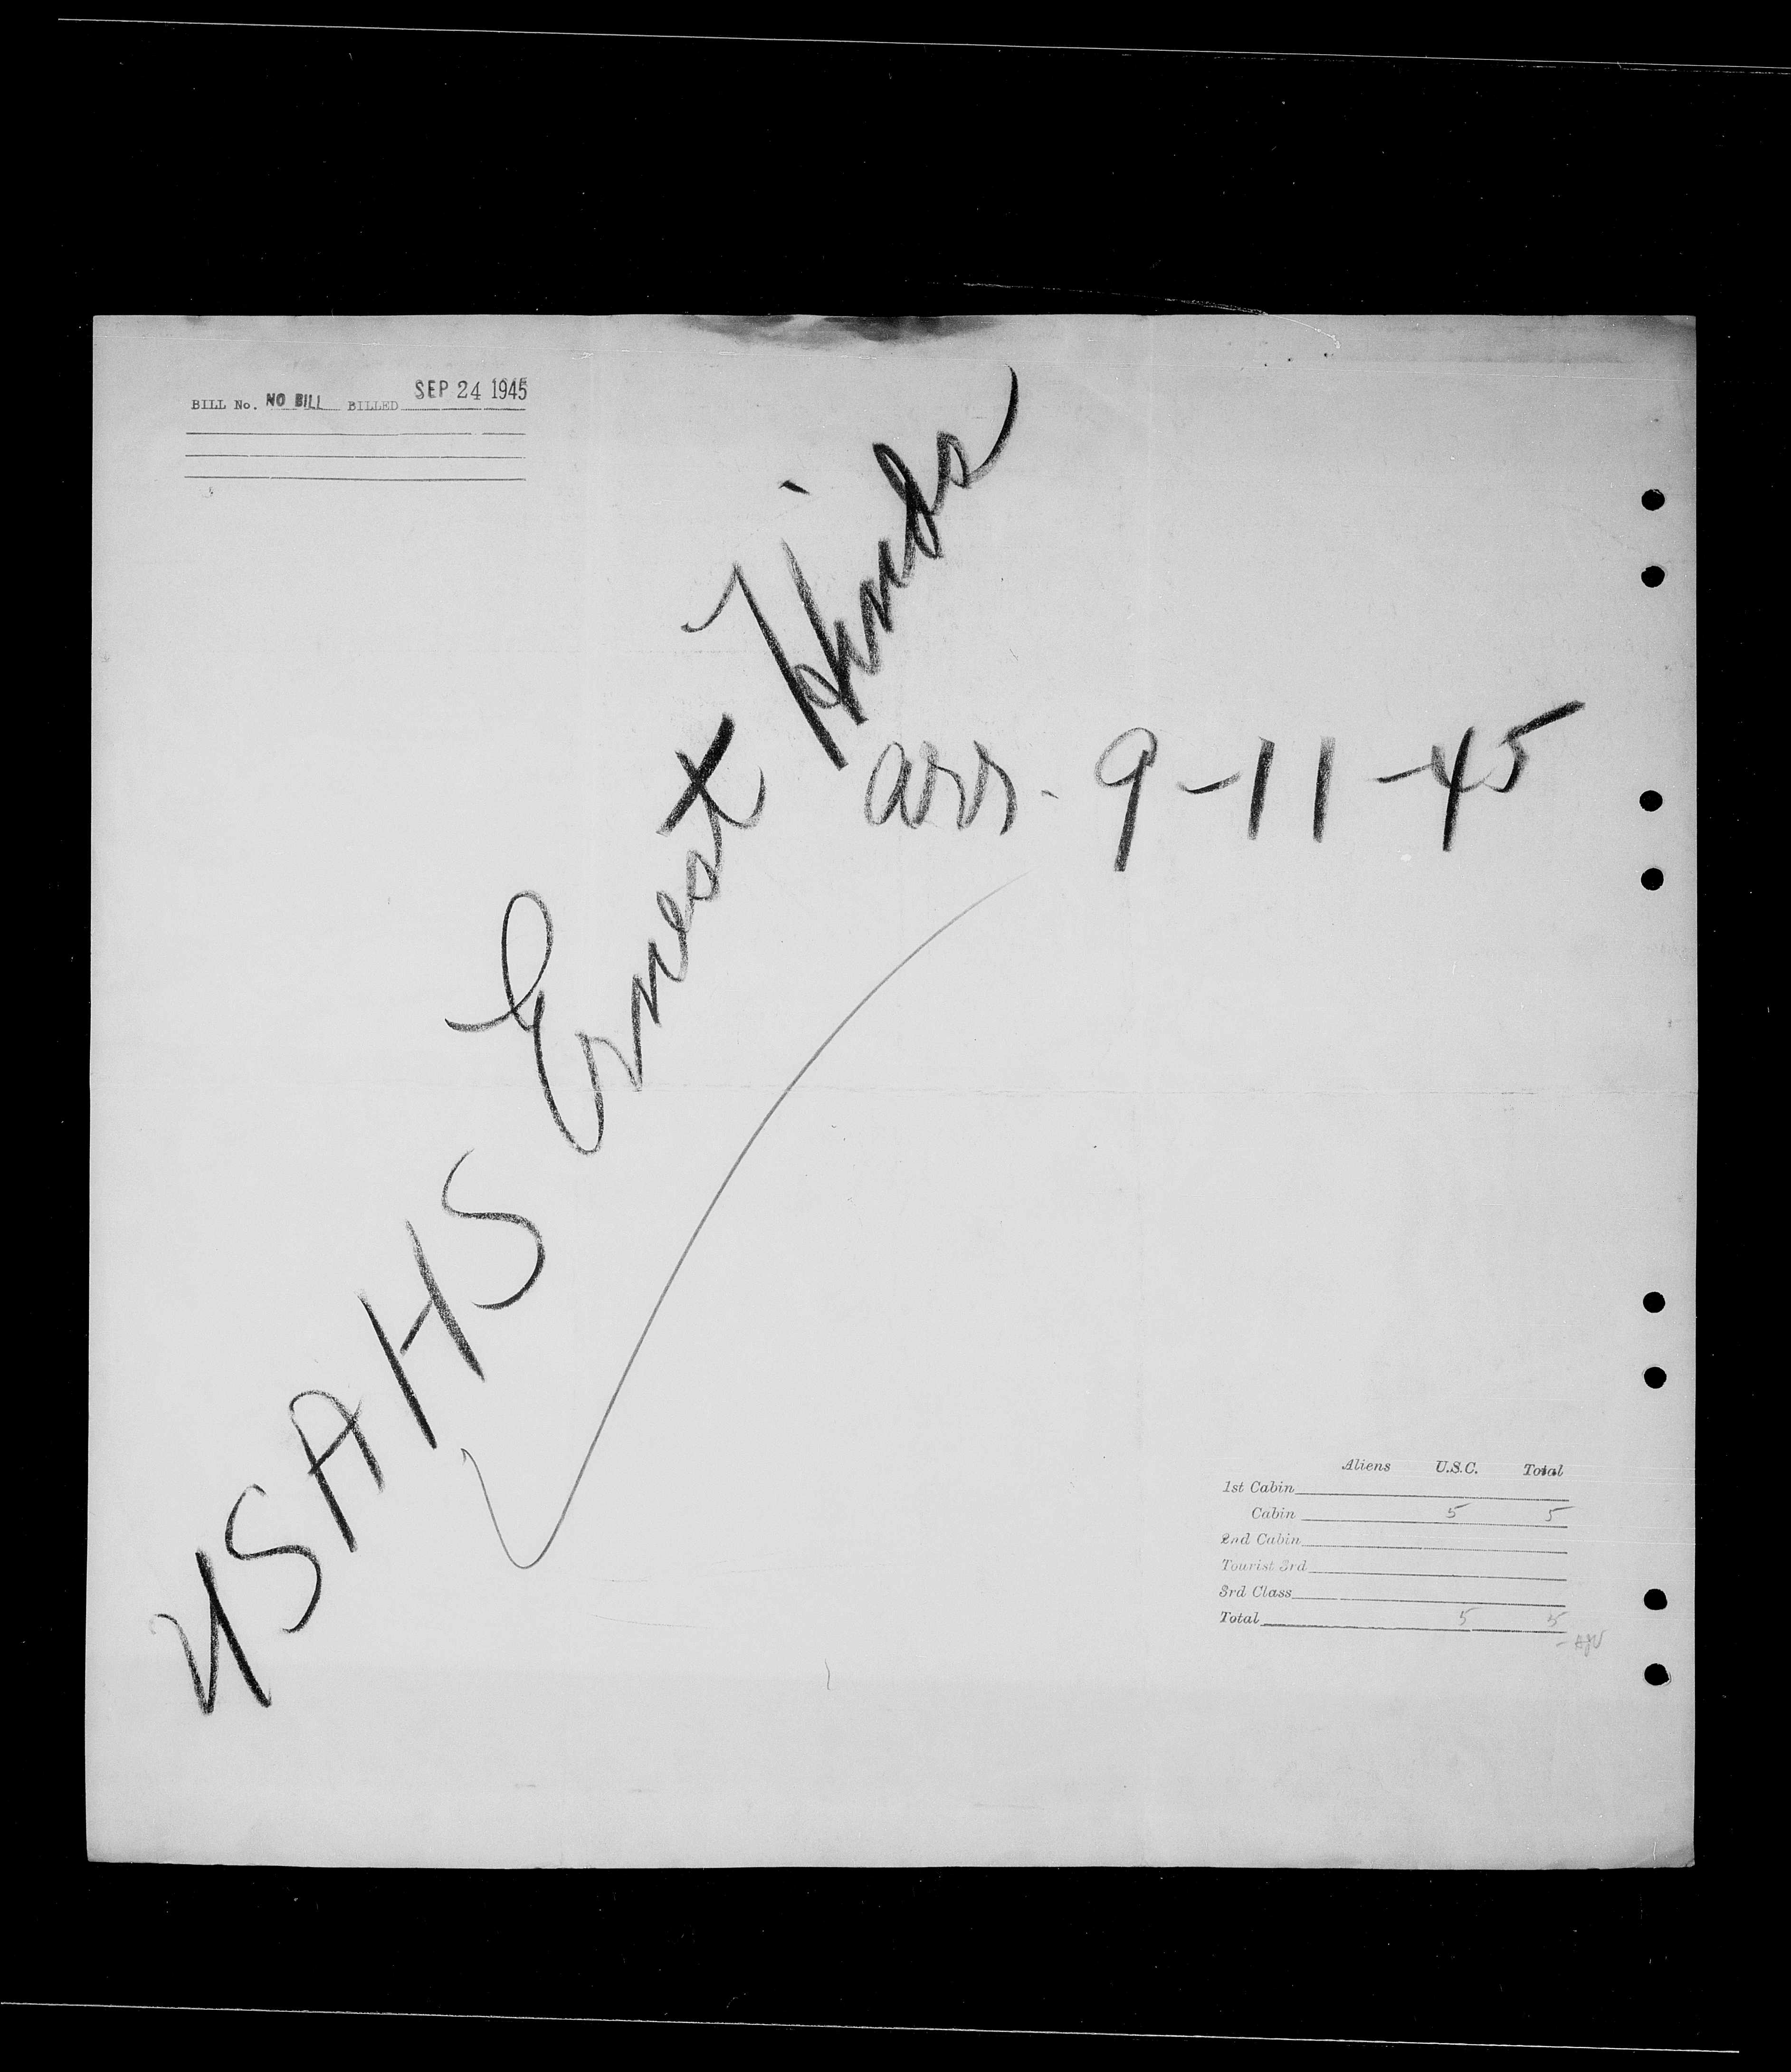 BILL No. NO BILL BILLED SEP 24 1945
USAHS Ernest Hinds
arr. 9-11-45
Aliens U.S.C. Total
1st Cabin
Cabin 5 5
2nd Cabin
Tourist 3rd
3rd Class
Total 5 5